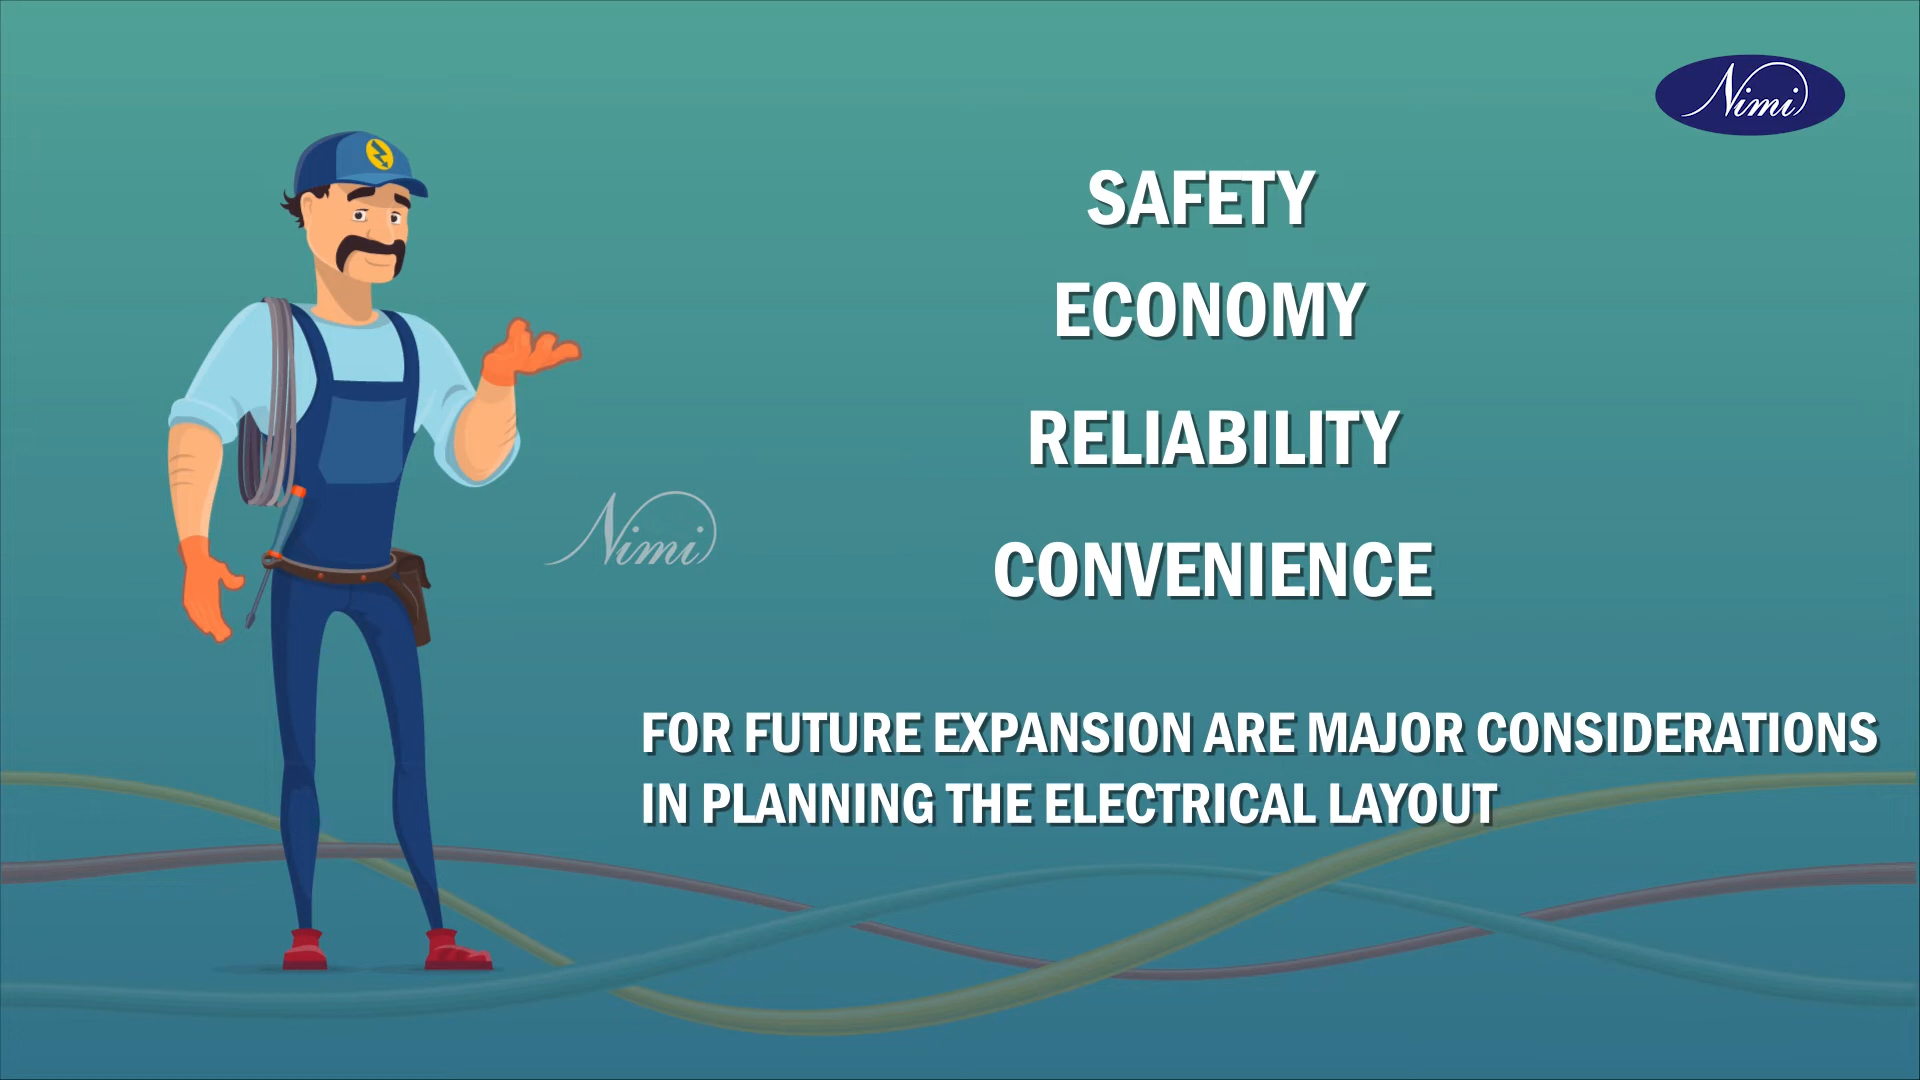 Nimi
SAFETY
ECONOMY
RELIABILITY
Nimi
CONVENIENCE
FOR FUTURE EXPANSION ARE MAJOR CONSIDERATIONS
IN PLANNING THE ELECTRICAL LAYOUT